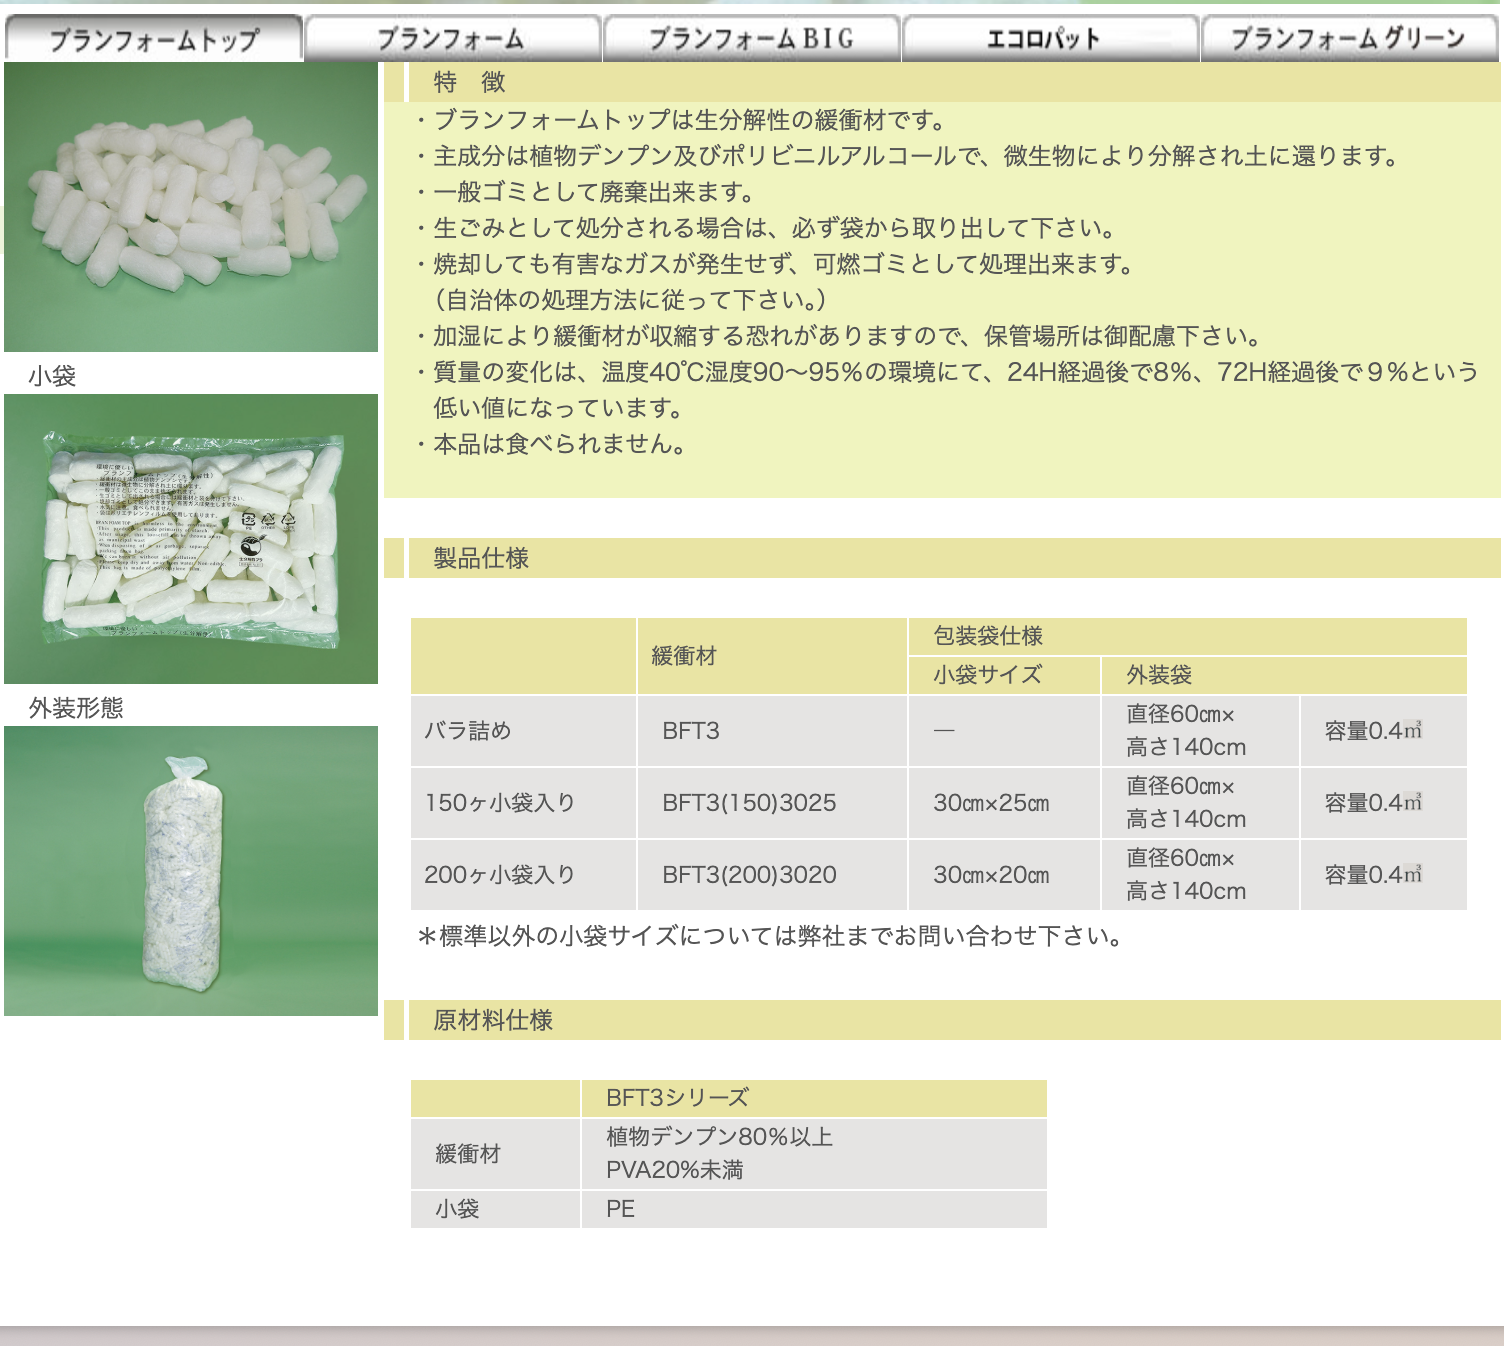 ブランフォームトップ
ブランフォーム
ブランフォームBIG
エコロパット
ブランフォーム グリーン
小袋
環境に優しい
BRAN FOAM TOP is harmless to the environment.
PE
外装形態
特　徴
・ブランフォームトップは生分解性の緩衝材です。
・主成分は植物デンプン及びポリビニルアルコールで、微生物により分解され土に還ります。
・一般ゴミとして廃棄出来ます。
・生ごみとして処分される場合は、必ず袋から取り出して下さい。
・焼却しても有害なガスが発生せず、可燃ゴミとして処理出来ます。
（自治体の処理方法に従って下さい。）
・加湿により緩衝材が収縮する恐れがありますので、保管場所は御配慮下さい。
・質量の変化は、温度40℃湿度90～95％の環境にて、24H経過後で8％、72H経過後で９％という
低い値になっています。
・本品は食べられません。
製品仕様
緩衝材
包装袋仕様
小袋サイズ
外装袋
バラ詰め
BFT3
―
直径60㎝×
高さ140cm
容量0.4㎥
150ヶ小袋入り
BFT3(150)3025
30㎝×25㎝
直径60㎝×
高さ140cm
容量0.4㎥
200ヶ小袋入り
BFT3(200)3020
30㎝×20㎝
直径60㎝×
高さ140cm
容量0.4㎥
＊標準以外の小袋サイズについては弊社までお問い合わせ下さい。
原材料仕様
BFT3シリーズ
緩衝材
植物デンプン80％以上
PVA20%未満
小袋
PE